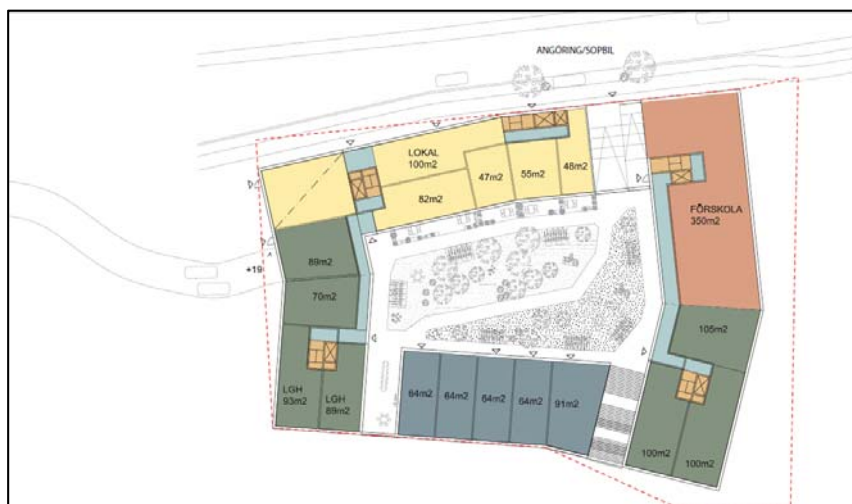 ANGÖRING/SOPBIL
LOKAL
100m2
82m2
47m2
55m2
48m2
FÖRSKOLA
350m2
89m2
+19
70m2
105m2
LGH
93m2
LGH
89m2
64m2
64m2
64m2
64m2
91m2
100m2
100m2